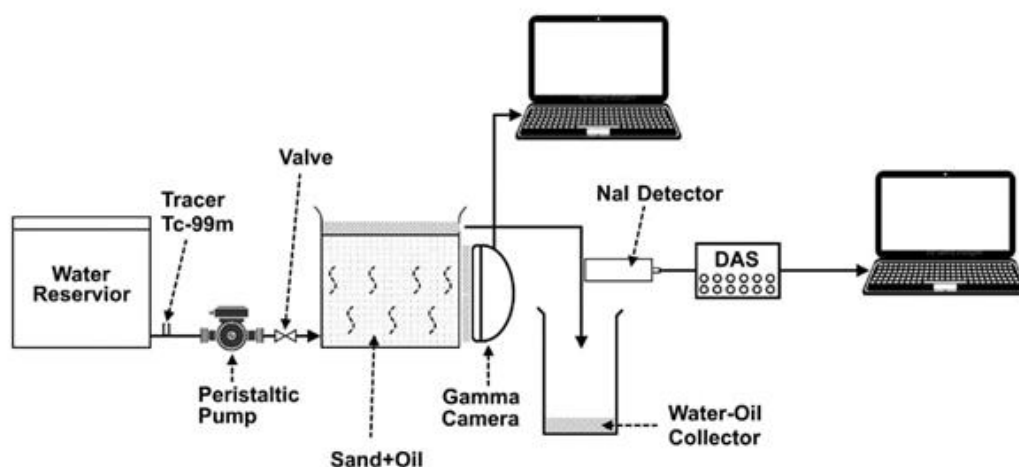 Valve
Tracer
Tc-99m
NaI Detector
Water
Reservior
DAS
Peristaltic
Pump
Gamma
Camera
Sand+Oil
Water-Oil
Collector